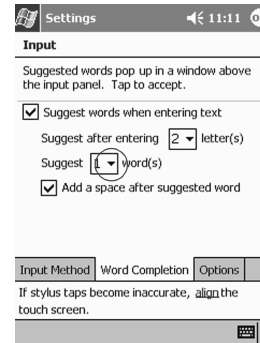 Settings 11:11
Input
Suggested words pop up in a window above
the input panel. Tap to accept.
Suggest words when entering text
Suggest after entering 2 letter(s)
Suggest 1 word(s)
Add a space after suggested word
Input Method Word Completion Options
If stylus taps become inaccurate, align the
touch screen.